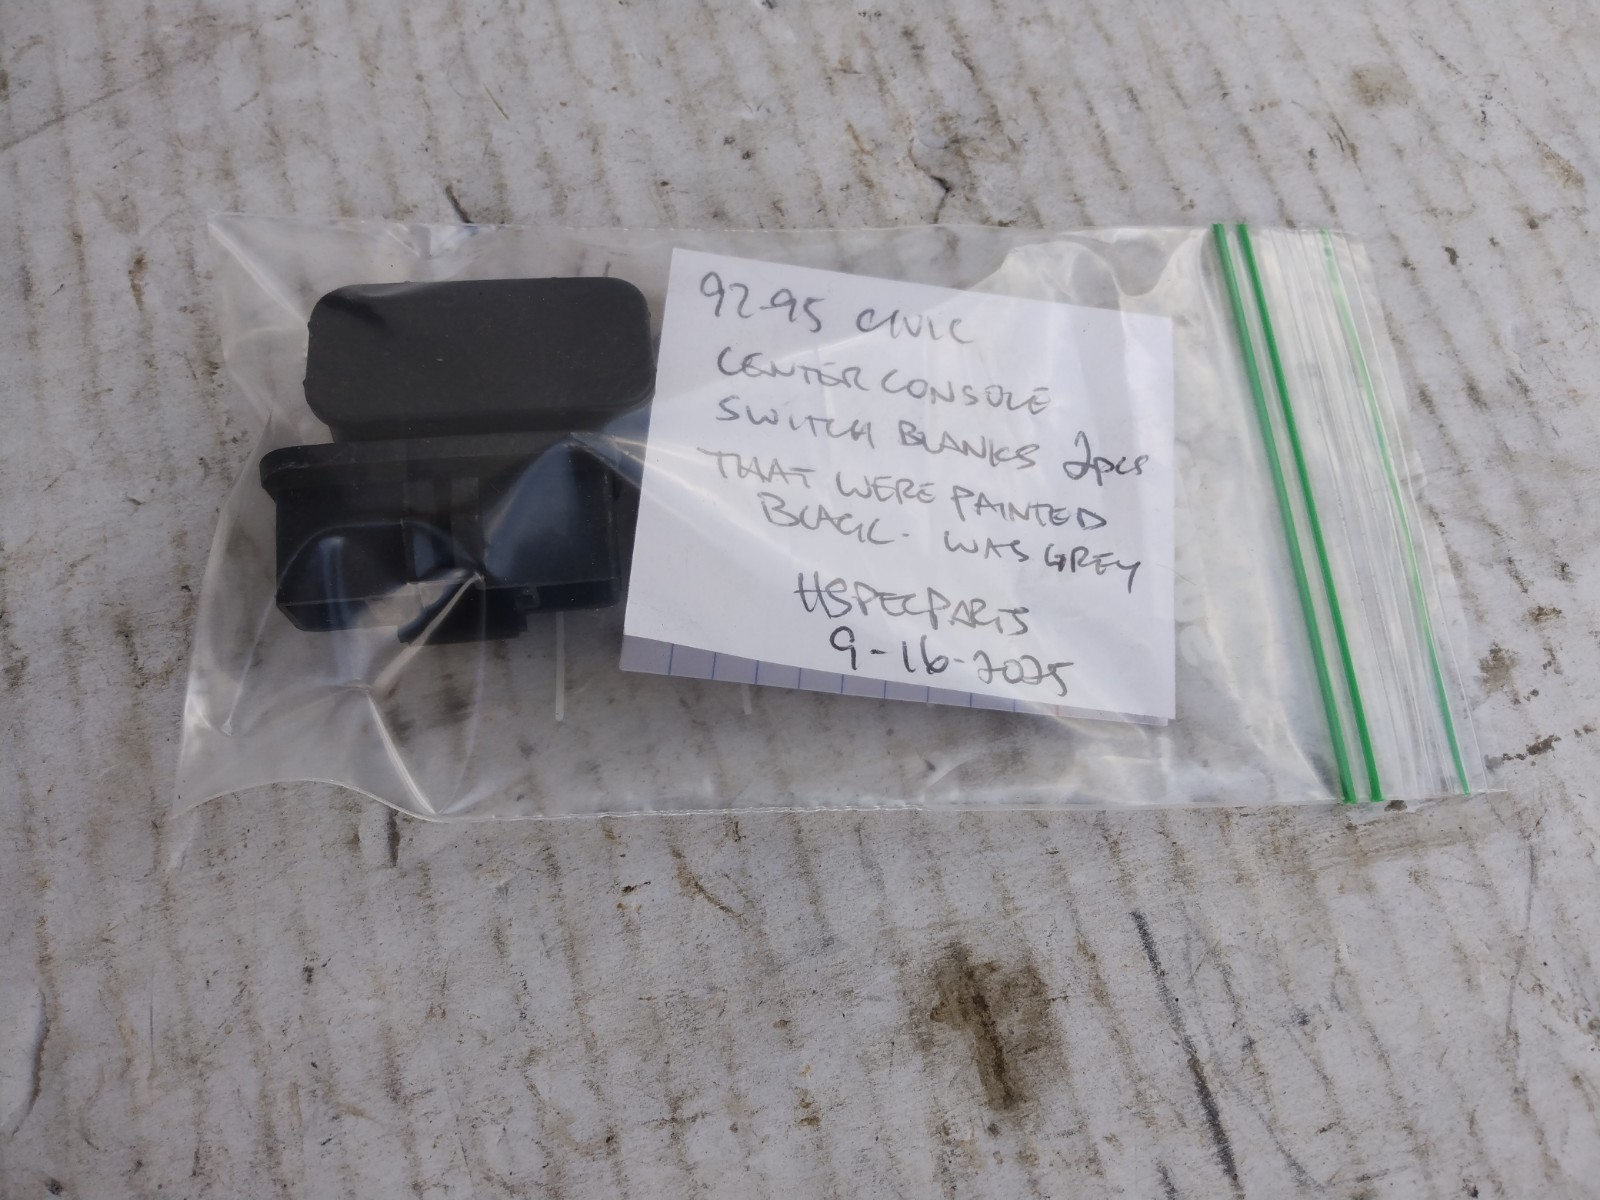 92-95 CIVIC
CENTER CONSOLE
SWITCH BLANKS 2pcs
THAT WERE PAINTED
BLACK. WAS GREY
HSPECPARTS
9-16-2025